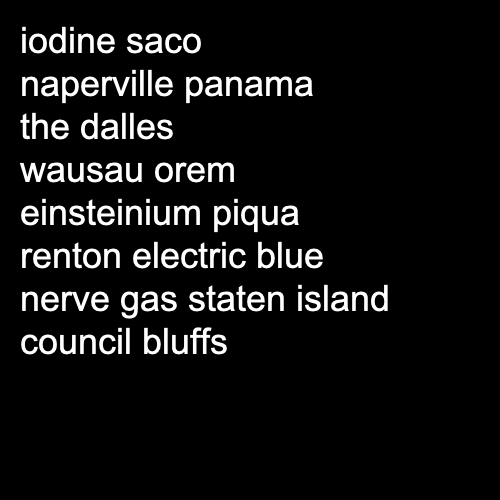 iodine saco
naperville panama
the dalles
wausau orem
einsteinium piqua
renton electric blue
nerve gas staten island
council bluffs